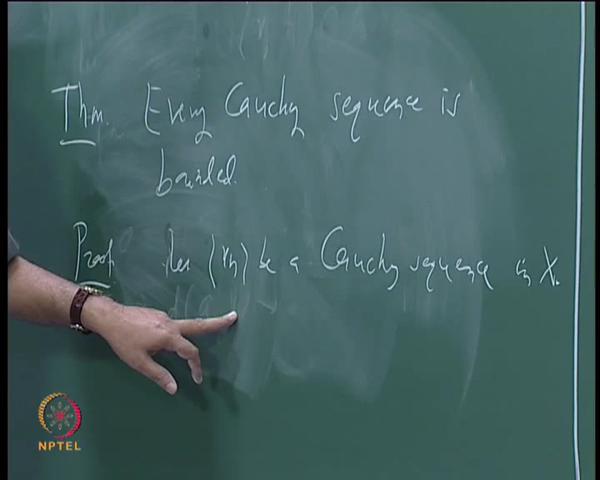 Thm. Every Cauchy sequence is
bounded.
Proof Let (xn) be a Cauchy sequence in X.
NPTEL